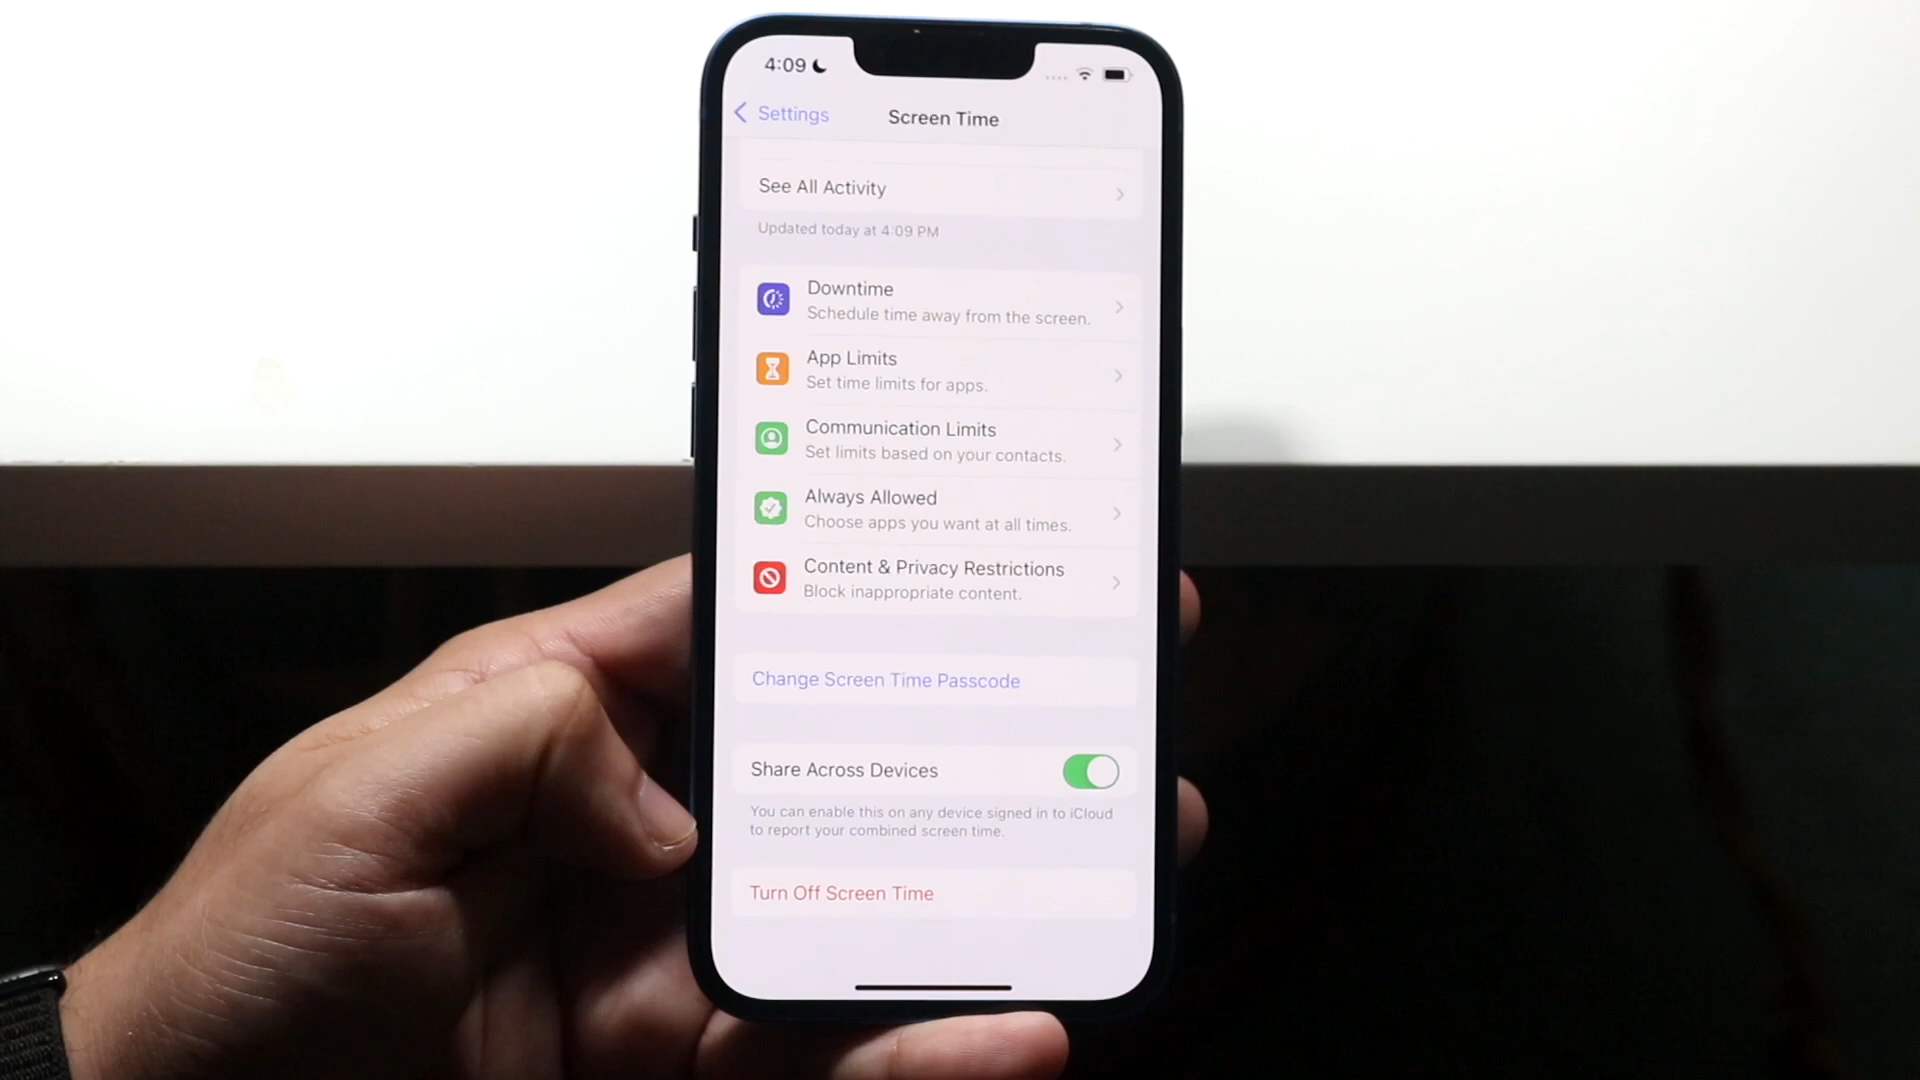 4:09
Settings
Screen Time
See All Activity
Updated today at 4:09 PM
Downtime
Schedule time away from the screen.
App Limits
Set time limits for apps.
Communication Limits
Set limits based on your contacts.
Always Allowed
Choose apps you want at all times.
Content & Privacy Restrictions
Block inappropriate content.
Change Screen Time Passcode
Share Across Devices
You can enable this on any device signed in to iCloud
to report your combined screen time.
Turn Off Screen Time